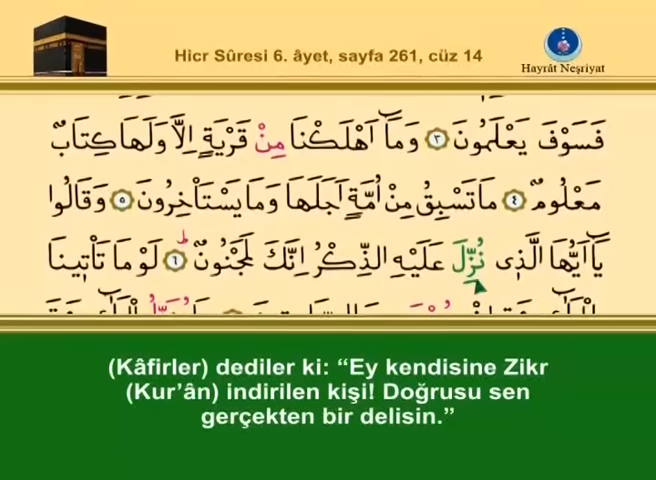 Hicr Sûresi 6. âyet, sayfa 261, cüz 14
Hayrât Neşriyat
فَسَوْفَ يَعْلَمُونَ ﴿٣﴾ وَمَٓا اَهْلَكْنَا مِنْ قَرْيَةٍ اِلَّا وَلَهَا كِتَابٌ
مَعْلُومٌ ﴿٤﴾ مَا تَسْبِقُ مِنْ اُمَّةٍ اَجَلَهَا وَمَا يَسْتَاْخِرُونَ ﴿٥﴾ وَقَالُوا
يَٓا اَيُّهَا الَّذٖى نُزِّلَ عَلَيْهِ الذِّكْرُ اِنَّكَ لَمَجْنُونٌ ﴿٦﴾ لَوْ مَا تَاْتٖينَا
(Kâfirler) dediler ki: “Ey kendisine Zikr
(Kur’ân) indirilen kişi! Doğrusu sen
gerçekten bir delisin.”